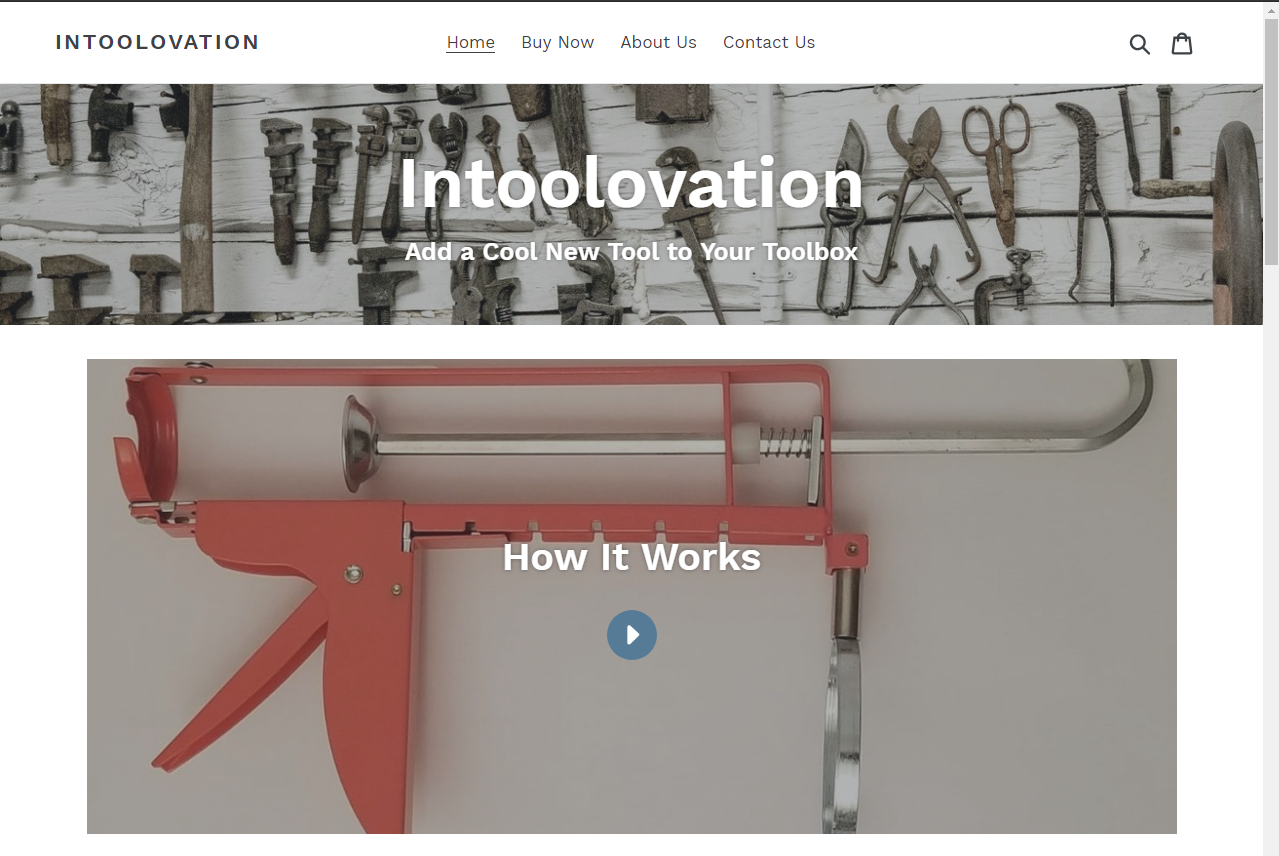 INTOOLOVATION
Home Buy Now About Us Contact Us
Intoolovation
Add a Cool New Tool to Your Toolbox
How It Works